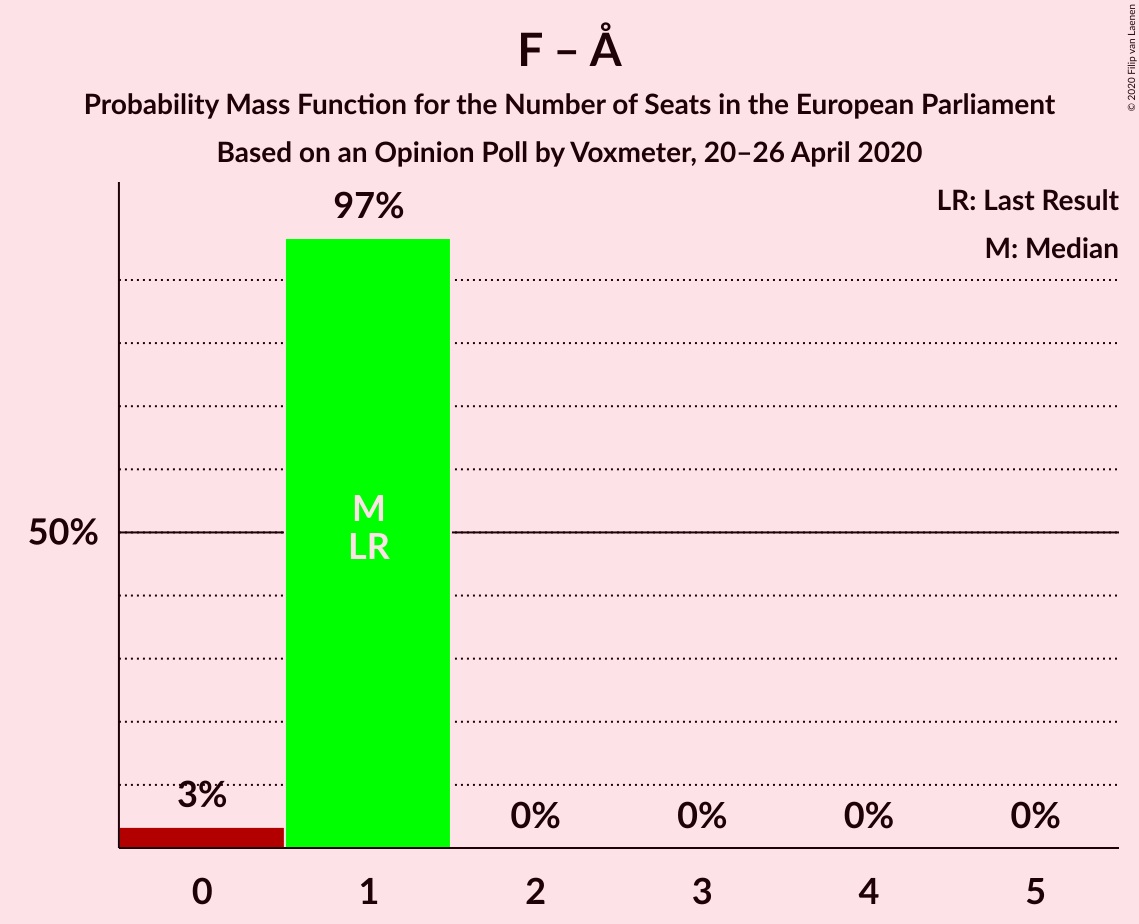 F – Å
Probability Mass Function for the Number of Seats in the European Parliament
Based on an Opinion Poll by Voxmeter, 20–26 April 2020
© 2020 Filip van Laenen
LR: Last Result
M: Median
97%
M
LR
50%
3%
0%
0%
0%
0%
0
1
2
3
4
5